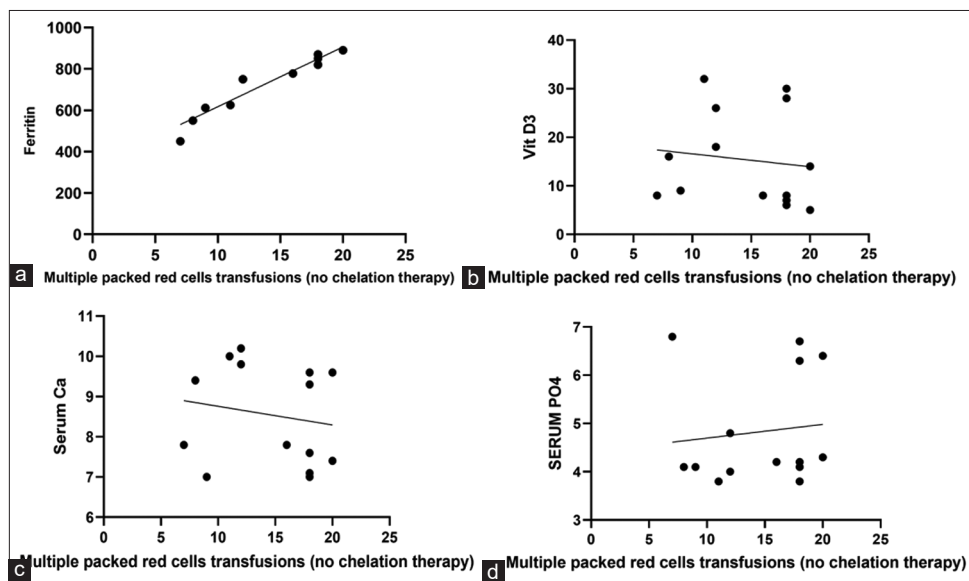 1000
800
600
400
200
0
Ferritin
0 5 10 15 20 25
a Multiple packed red cells transfusions (no chelation therapy)
40
30
20
10
0
Vit D3
0 5 10 15 20 25
b Multiple packed red cells transfusions (no chelation therapy)
11
10
9
8
7
6
Serum Ca
0 5 10 15 20 25
c Multiple packed red cells transfusions (no chelation therapy)
7
6
5
4
3
SERUM PO4
0 5 10 15 20 25
d Multiple packed red cells transfusions (no chelation therapy)